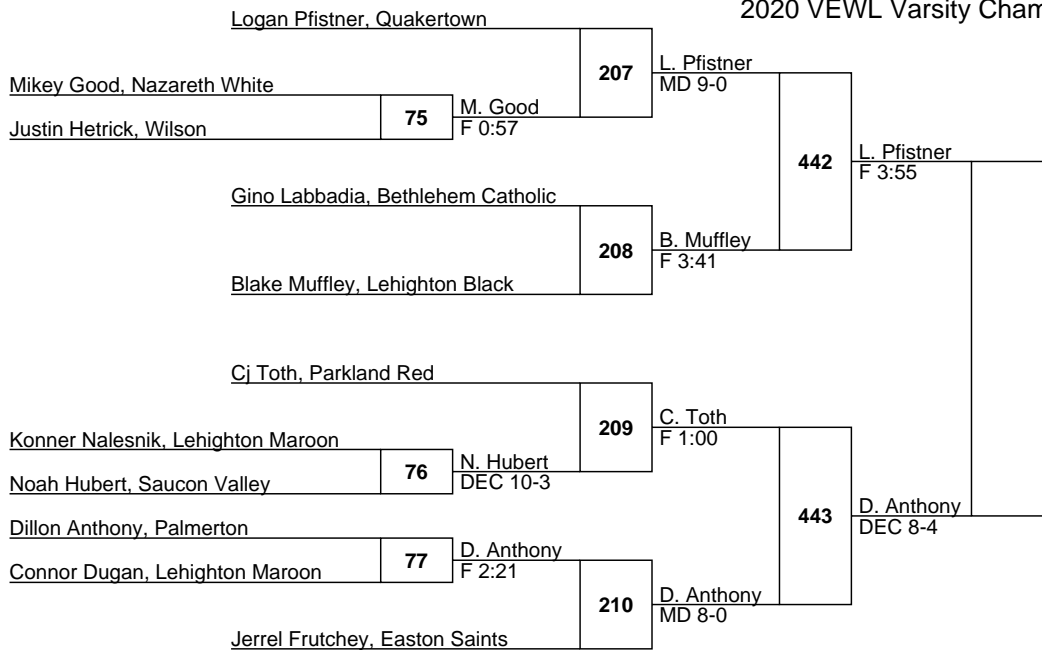 2020 VEWL Varsity Cham
Logan Pfistner, Quakertown
207
L. Pfistner
MD 9-0
Mikey Good, Nazareth White
75
M. Good
F 0:57
Justin Hetrick, Wilson
442
L. Pfistner
F 3:55
Gino Labbadia, Bethlehem Catholic
208
B. Muffley
F 3:41
Blake Muffley, Lehighton Black
Cj Toth, Parkland Red
209
C. Toth
F 1:00
Konner Nalesnik, Lehighton Maroon
76
N. Hubert
DEC 10-3
Noah Hubert, Saucon Valley
443
D. Anthony
DEC 8-4
Dillon Anthony, Palmerton
77
D. Anthony
F 2:21
Connor Dugan, Lehighton Maroon
210
D. Anthony
MD 8-0
Jerrel Frutchey, Easton Saints